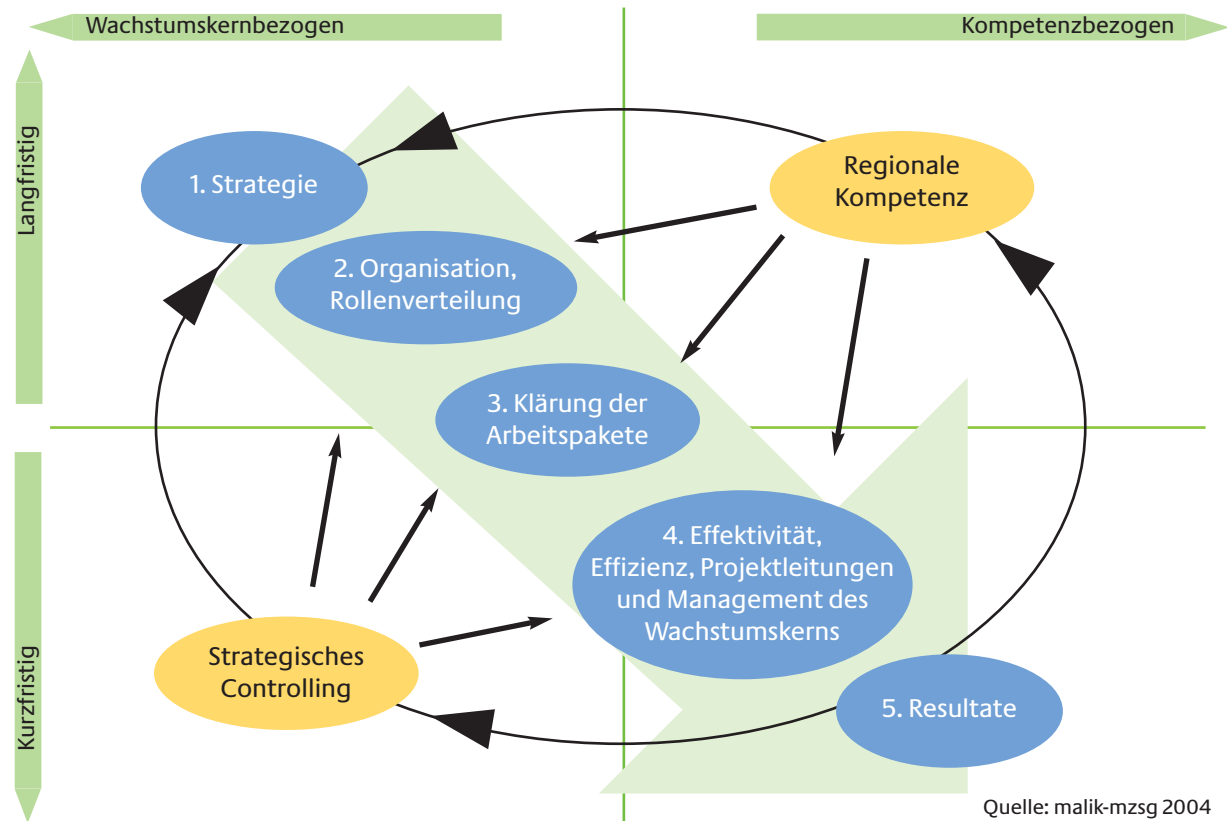 Wachstumskernbezogen
Kompetenzbezogen
Langfristig
Kurzfristig
1. Strategie
Regionale
Kompetenz
2. Organisation,
Rollenverteilung
3. Klärung der
Arbeitspakete
4. Effektivität,
Effizienz, Projektleitungen
und Management des
Wachstumskerns
Strategisches
Controlling
5. Resultate
Quelle: malik-mzsg 2004